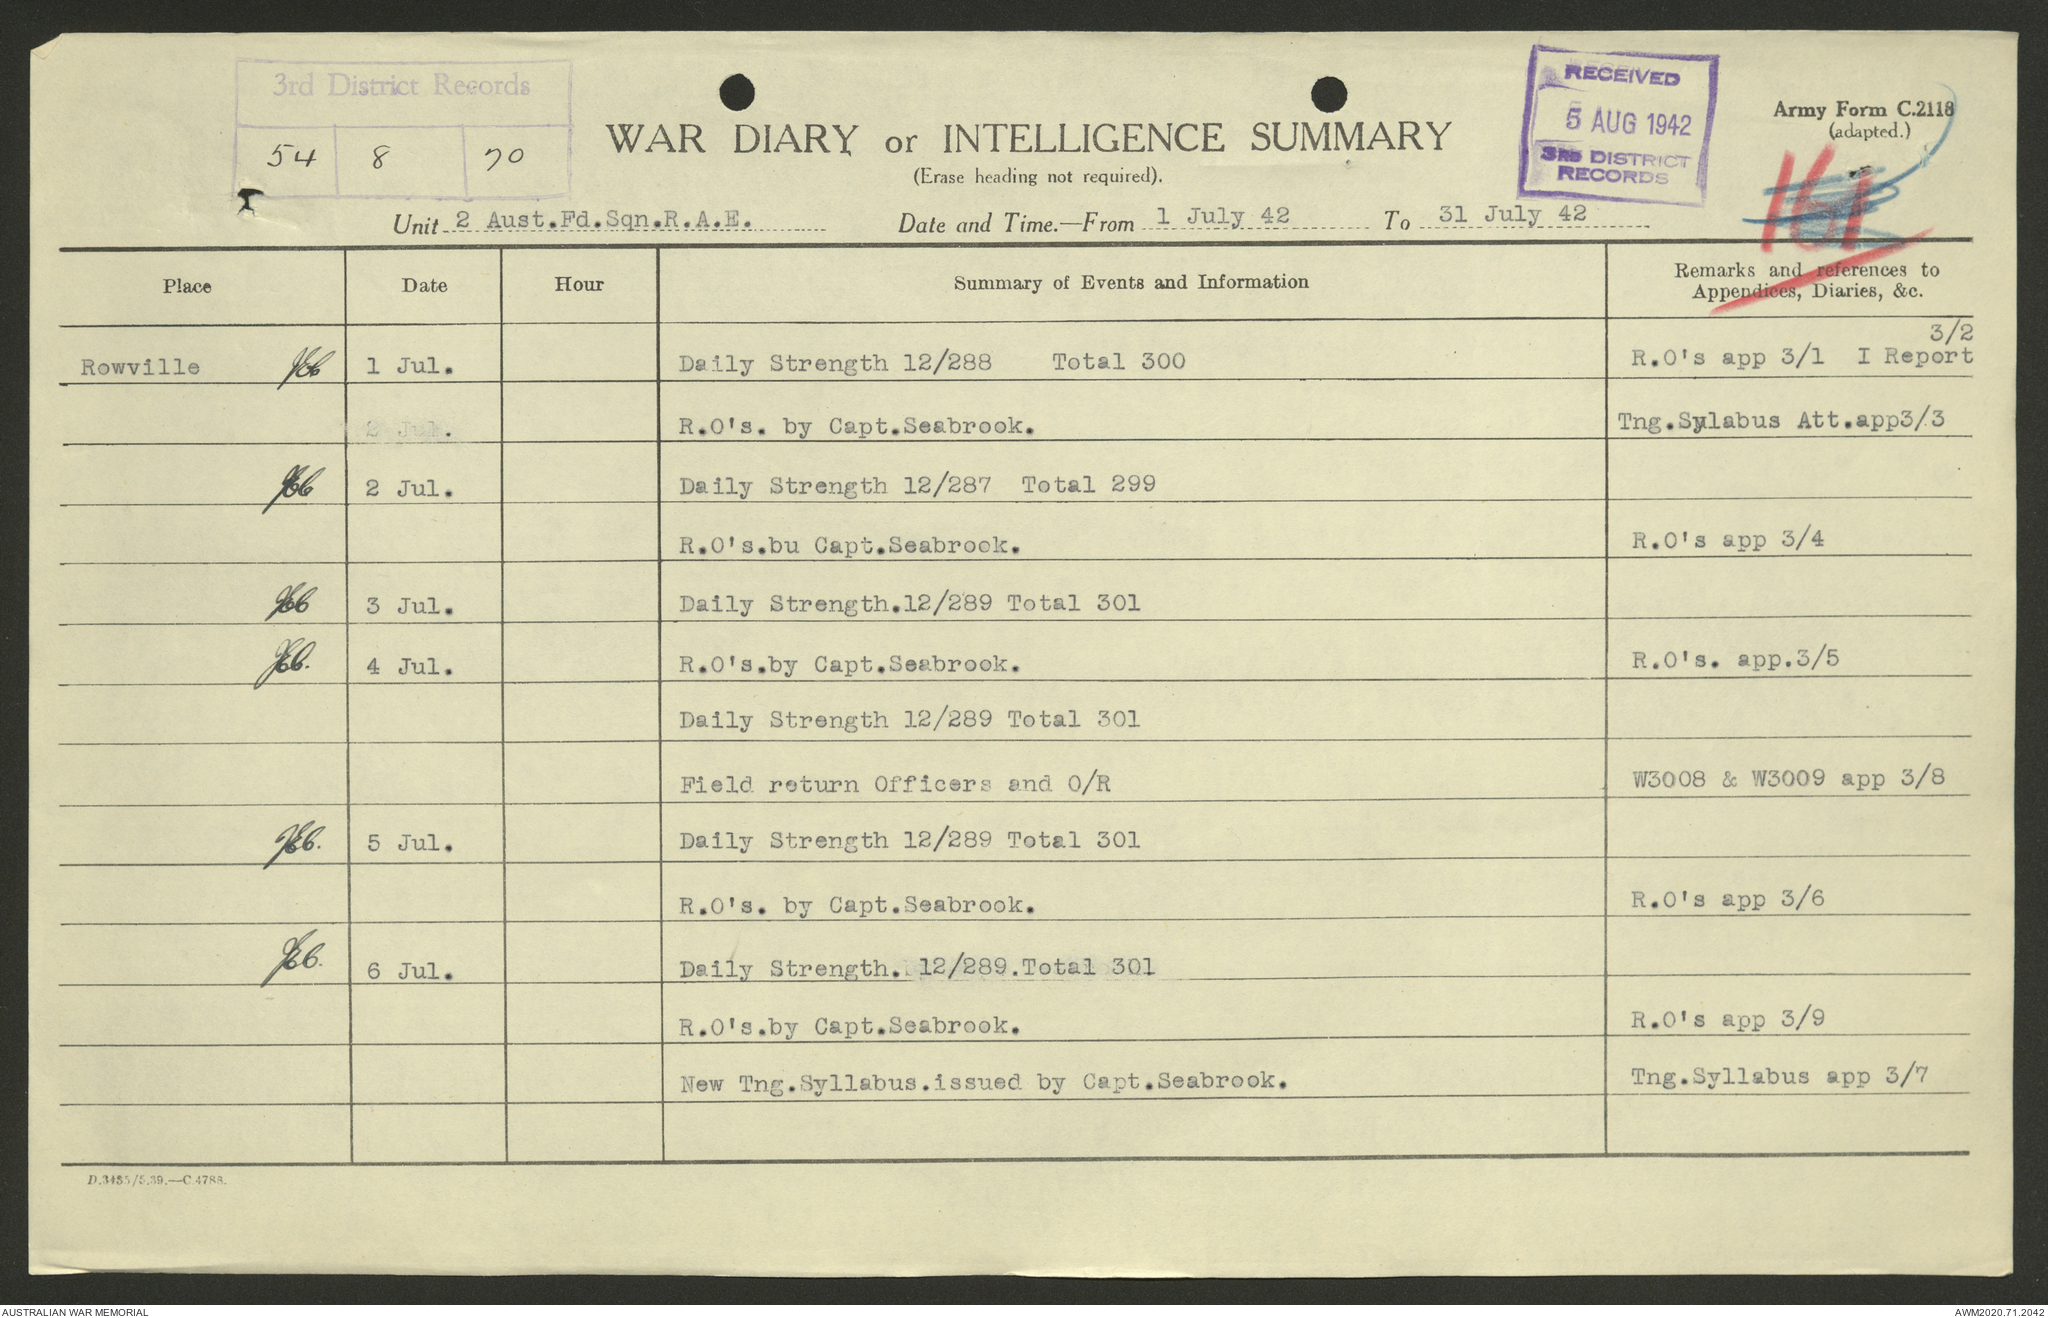 3rd District Records
54 8 70
RECEIVED
5 AUG 1942
3RD DISTRICT
RECORDS
Army Form C.2118
(adapted.)
161
WAR DIARY or INTELLIGENCE SUMMARY
(Erase heading not required).
Unit 2 Aust.Fd.Sqn.R.A.E. Date and Time.—From 1 July 42 To 31 July 42
Place Date Hour Summary of Events and Information Remarks and references to
Appendices, Diaries, &c.
3/2
Rowville 1 Jul. Daily Strength 12/288 Total 300 R.O's app 3/1 I Report
2 Jul. R.O's. by Capt.Seabrook. Tng.Sylabus Att.app3/3
2 Jul. Daily Strength 12/287 Total 299
R.O's.bu Capt.Seabrook. R.O's app 3/4
3 Jul. Daily Strength.12/289 Total 301
4 Jul. R.O's.by Capt.Seabrook. R.O's. app.3/5
Daily Strength 12/289 Total 301
Field return Officers and O/R W3008 & W3009 app 3/8
5 Jul. Daily Strength 12/289 Total 301
R.O's. by Capt.Seabrook. R.O's app 3/6
6 Jul. Daily Strength. 12/289.Total 301
R.O's.by Capt.Seabrook. R.O's app 3/9
New Tng.Syllabus.issued by Capt.Seabrook. Tng.Syllabus app 3/7
D.3435/5.39.—C.4788.
AUSTRALIAN WAR MEMORIAL AWM2020.71.2042